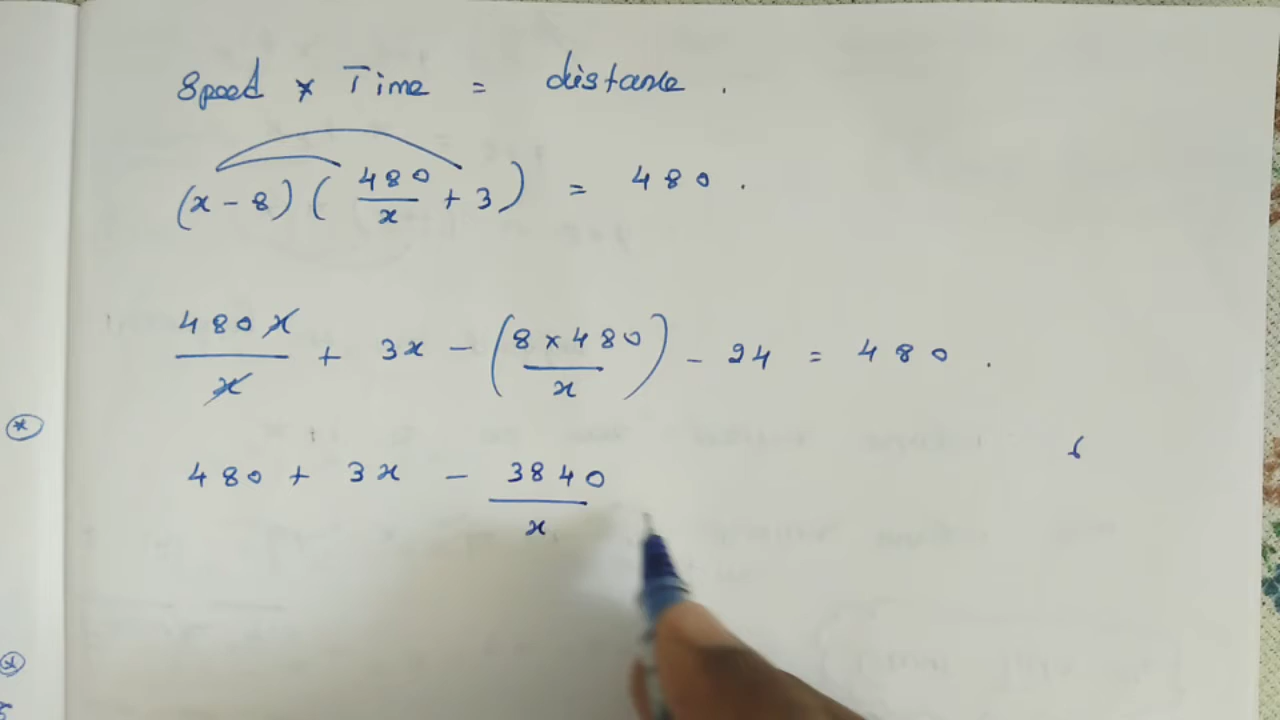 Speed × Time = distance .
(x - 8) ( 480/x + 3 ) = 480 .
480x/x + 3x - ( 8 × 480/x ) - 24 = 480 .
480 + 3x - 3840/x